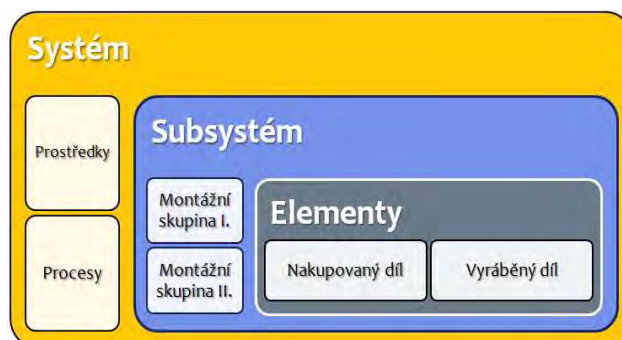 Systém
Prostředky
Procesy
Subsystém
Montážní
skupina I.
Montážní
skupina II.
Elementy
Nakupovaný díl
Vyráběný díl